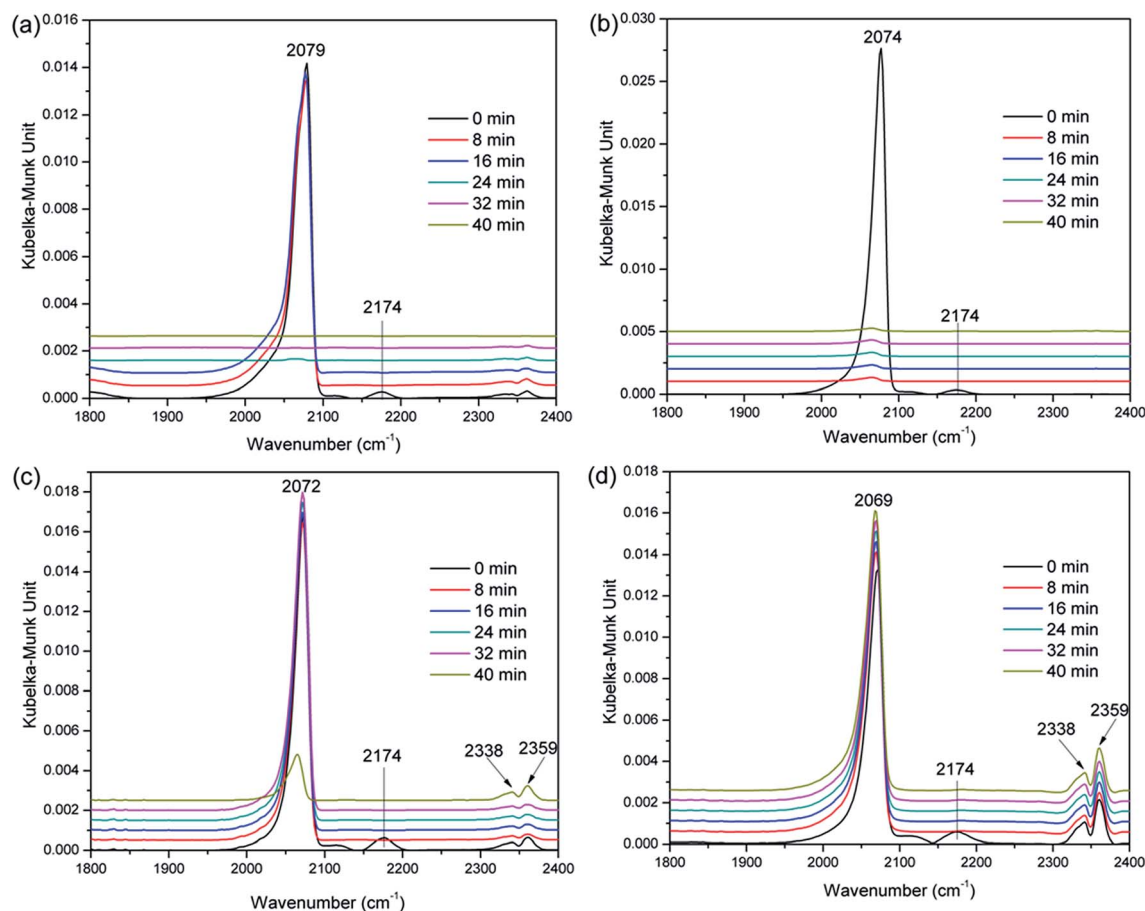 (a)
Kubelka-Munk Unit
0.016
0.014
0.012
0.010
0.008
0.006
0.004
0.002
0.000
2079
2174
0 min
8 min
16 min
24 min
32 min
40 min
1800 1900 2000 2100 2200 2300 2400
Wavenumber (cm⁻¹)
(b)
Kubelka-Munk Unit
0.030
0.025
0.020
0.015
0.010
0.005
0.000
2074
2174
0 min
8 min
16 min
24 min
32 min
40 min
1800 1900 2000 2100 2200 2300 2400
Wavenumber (cm⁻¹)
(c)
Kubelka-Munk Unit
0.018
0.016
0.014
0.012
0.010
0.008
0.006
0.004
0.002
0.000
2072
2174
2338
2359
0 min
8 min
16 min
24 min
32 min
40 min
1800 1900 2000 2100 2200 2300 2400
Wavenumber (cm⁻¹)
(d)
Kubelka-Munk Unit
0.018
0.016
0.014
0.012
0.010
0.008
0.006
0.004
0.002
0.000
2069
2174
2338
2359
0 min
8 min
16 min
24 min
32 min
40 min
1800 1900 2000 2100 2200 2300 2400
Wavenumber (cm⁻¹)